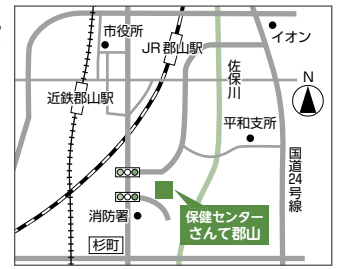 市役所
イオン
JR郡山駅
佐保川
N
近鉄郡山駅
平和支所
国道24号線
消防署
保健センター
さんて郡山
杉町